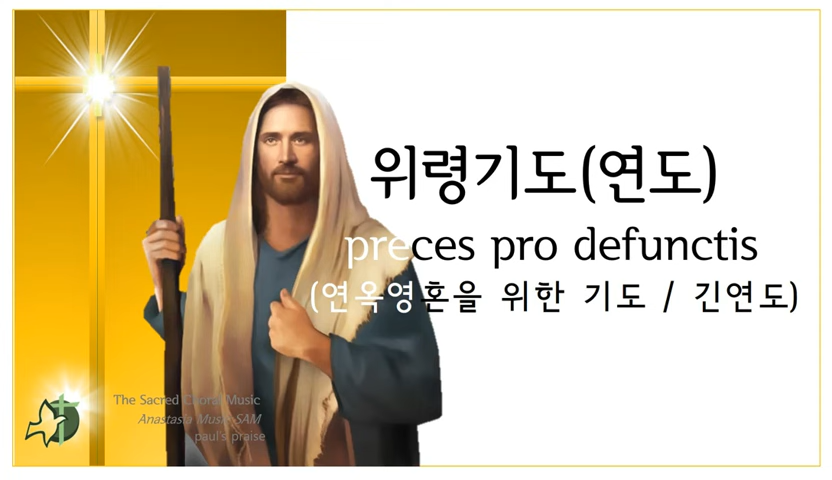 위령기도(연도)
preces pro defunctis
(연옥영혼을 위한 기도 / 긴연도)
The Sacred Choral Music
Anastasia Music SAM
paul's praise